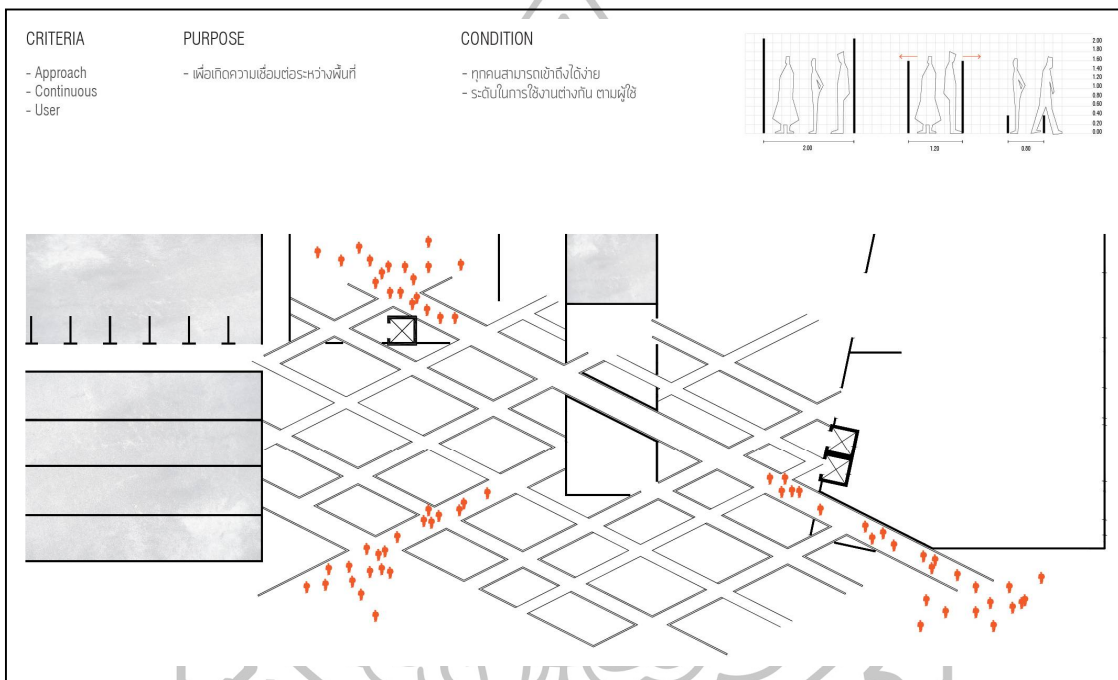 CRITERIA
- Approach
- Continuous
- User
PURPOSE
- เพื่อเกิดความเชื่อมต่อระหว่างพื้นที่
CONDITION
- ทุกคนสามารถเข้าถึงได้ง่าย
- ระดับในการใช้งานต่างกัน ตามผู้ใช้
2.00
1.80
1.60
1.40
1.20
1.00
0.80
0.60
0.40
0.20
0.00
2.00
1.20
0.80